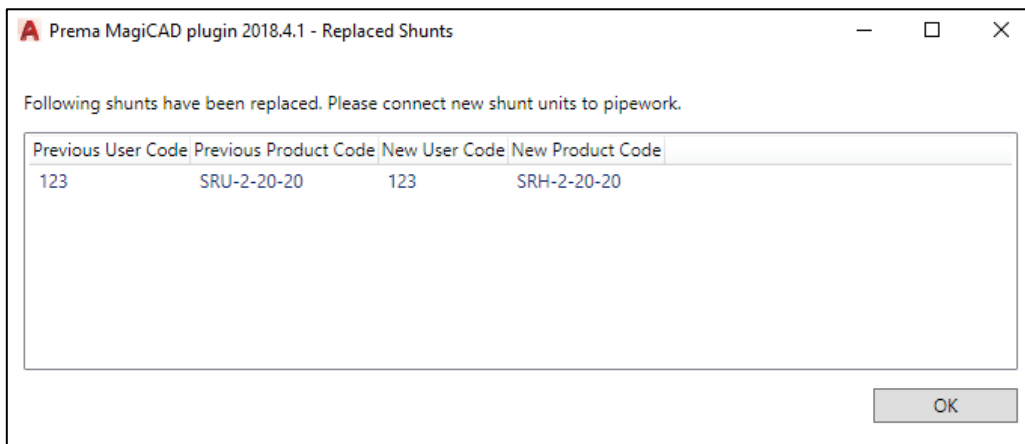 Prema MagiCAD plugin 2018.4.1 - Replaced Shunts
Following shunts have been replaced. Please connect new shunt units to pipework.
Previous User Code Previous Product Code New User Code New Product Code
123 SRU-2-20-20 123 SRH-2-20-20
OK